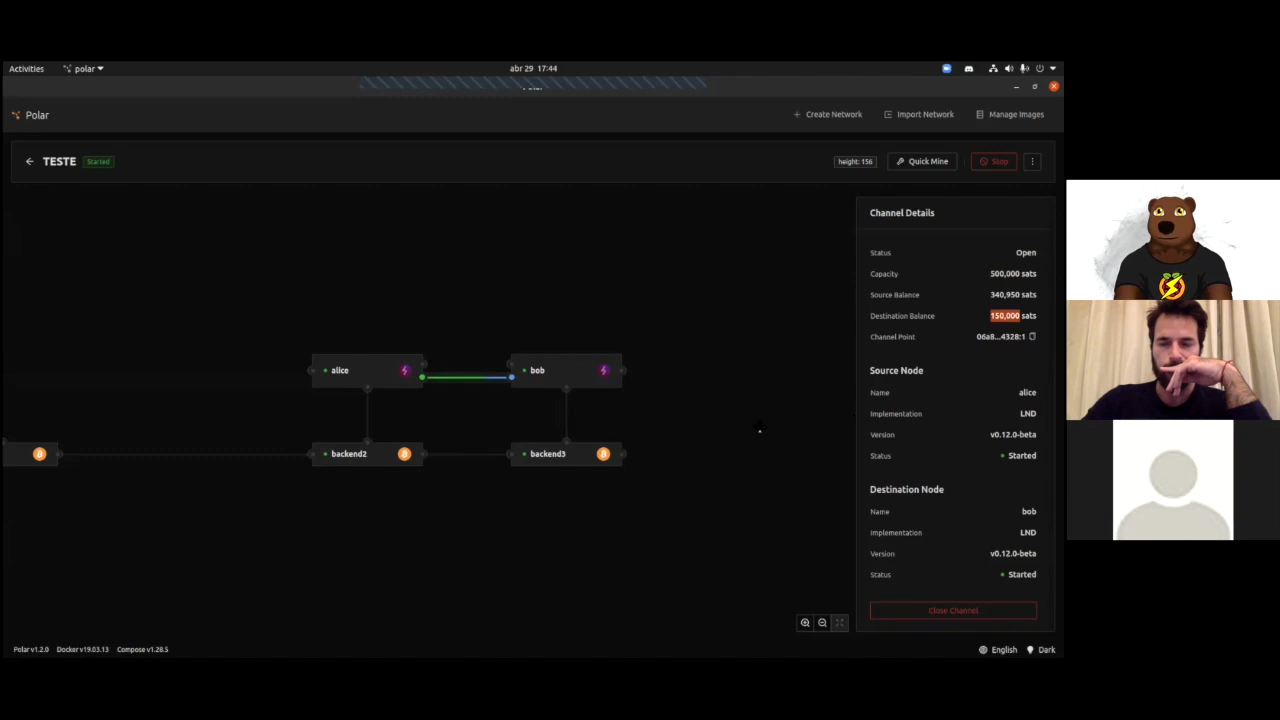 Activities polar abr 29 17:44
Polar Create Network Import Network Manage Images
TESTE Started height: 156 Quick Mine Stop
Channel Details
Status Open
Capacity 500,000 sats
Source Balance 340,950 sats
Destination Balance 150,000 sats
Channel Point 06a8...4328:1
Source Node
Name alice
Implementation LND
Version v0.12.0-beta
Status Started
Destination Node
Name bob
Implementation LND
Version v0.12.0-beta
Status Started
Close Channel
alice bob
backend2 backend3
Polar v1.2.0 Docker v19.03.13 Compose v1.28.5 English Dark